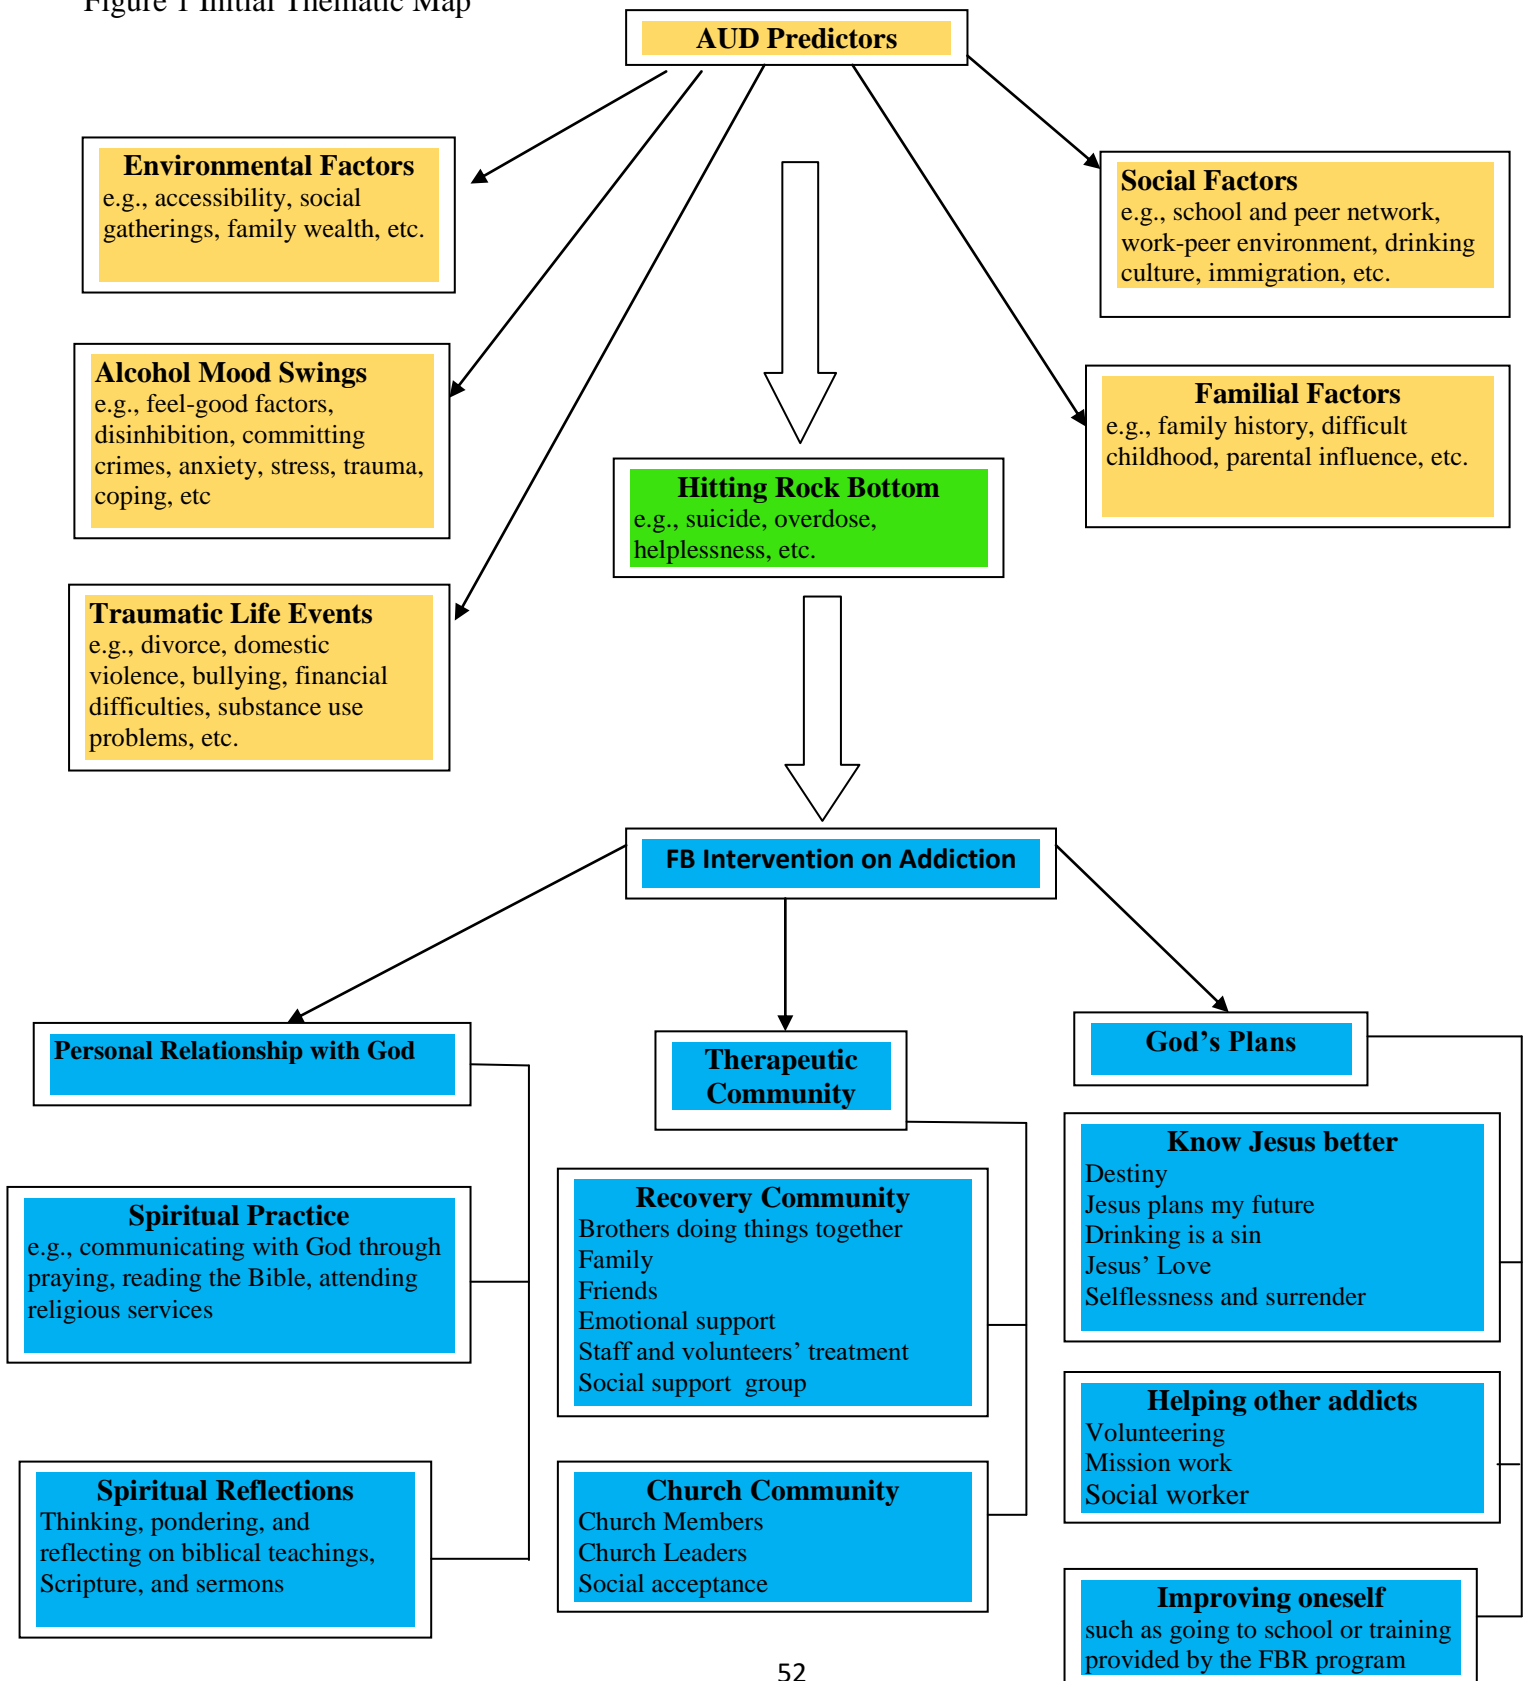 Figure 1 Initial Thematic Map
AUD Predictors
Environmental Factors
e.g., accessibility, social
gatherings, family wealth, etc.
Social Factors
e.g., school and peer network,
work-peer environment, drinking
culture, immigration, etc.
Alcohol Mood Swings
e.g., feel-good factors,
disinhibition, committing
crimes, anxiety, stress, trauma,
coping, etc
Familial Factors
e.g., family history, difficult
childhood, parental influence, etc.
Hitting Rock Bottom
e.g., suicide, overdose,
helplessness, etc.
Traumatic Life Events
e.g., divorce, domestic
violence, bullying, financial
difficulties, substance use
problems, etc.
FB Intervention on Addiction
Personal Relationship with God
Spiritual Practice
e.g., communicating with God through
praying, reading the Bible, attending
religious services
Spiritual Reflections
Thinking, pondering, and
reflecting on biblical teachings,
Scripture, and sermons
Therapeutic
Community
Recovery Community
Brothers doing things together
Family
Friends
Emotional support
Staff and volunteers’ treatment
Social support  group
Church Community
Church Members
Church Leaders
Social acceptance
God’s Plans
Know Jesus better
Destiny
Jesus plans my future
Drinking is a sin
Jesus’ Love
Selflessness and surrender
Helping other addicts
Volunteering
Mission work
Social worker
Improving oneself
such as going to school or training
provided by the FBR program
52